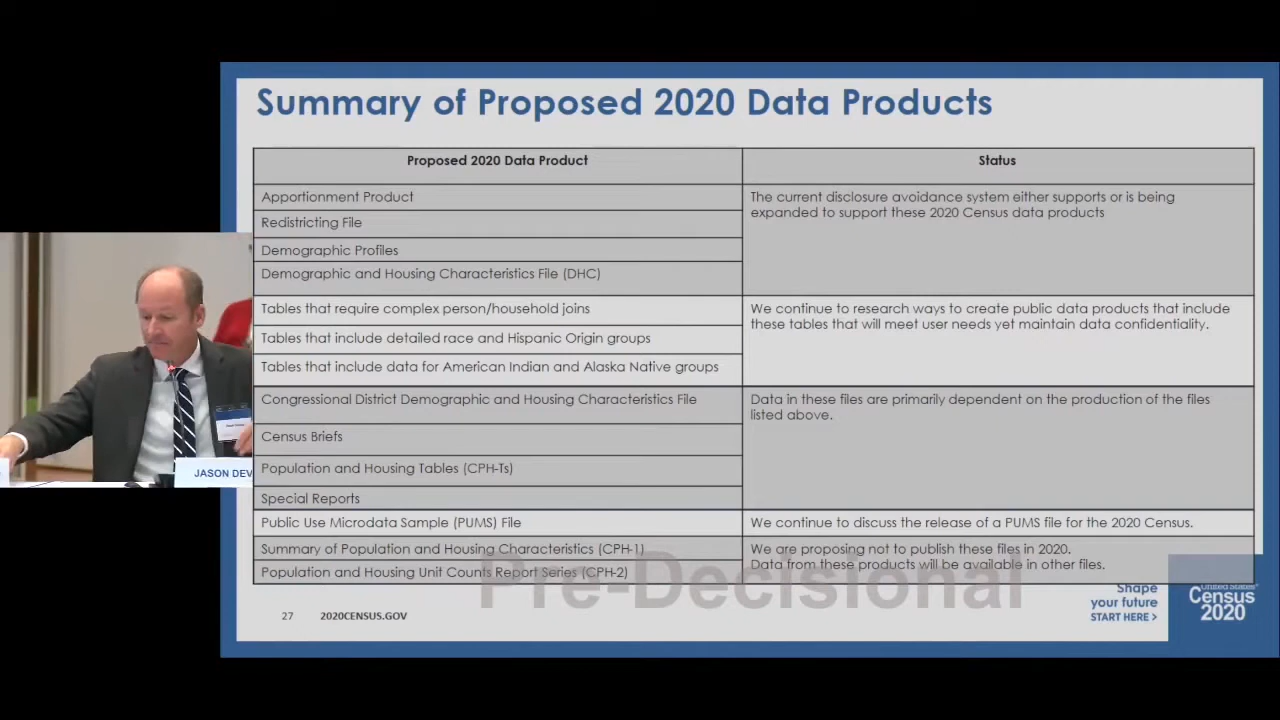 Summary of Proposed 2020 Data Products
Proposed 2020 Data Product
Status
Apportionment Product
The current disclosure avoidance system either supports or is being
expanded to support these 2020 Census data products
Redistricting File
Demographic Profiles
Demographic and Housing Characteristics File (DHC)
Tables that require complex person/household joins
We continue to research ways to create public data products that include
these tables that will meet user needs yet maintain data confidentiality.
Tables that include detailed race and Hispanic Origin groups
Tables that include data for American Indian and Alaska Native groups
Congressional District Demographic and Housing Characteristics File
Data in these files are primarily dependent on the production of the files
listed above.
Census Briefs
Population and Housing Tables (CPH-Ts)
Special Reports
Public Use Microdata Sample (PUMS) File
We continue to discuss the release of a PUMS file for the 2020 Census.
Summary of Population and Housing Characteristics (CPH-1)
We are proposing not to publish these files in 2020.
Data from these products will be available in other files.
Population and Housing Unit Counts Report Series (CPH-2)
Pre-Decisional
27
2020CENSUS.GOV
Shape
your future
START HERE >
United States
Census
2020
JASON DEV